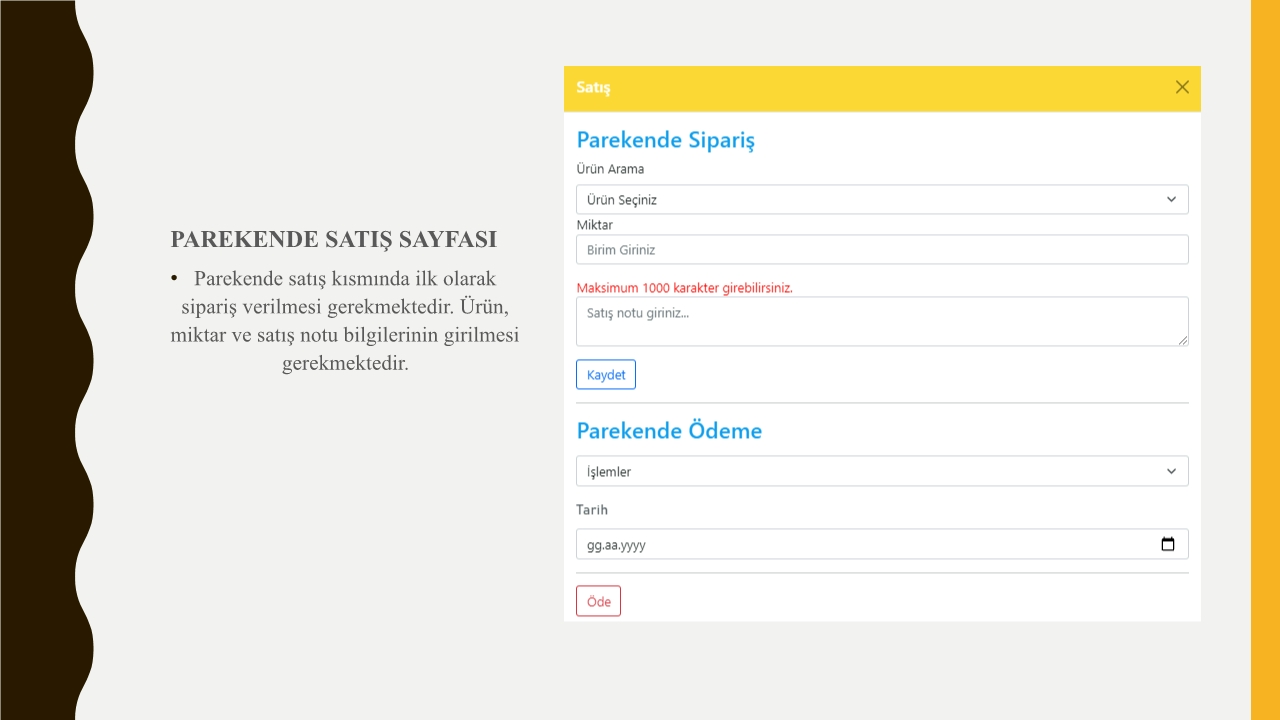 PAREKENDE SATIŞ SAYFASI
• Parekende satış kısmında ilk olarak
sipariş verilmesi gerekmektedir. Ürün,
miktar ve satış notu bilgilerinin girilmesi
gerekmektedir.
Satış
Parekende Sipariş
Ürün Arama
Ürün Seçiniz
Miktar
Birim Giriniz
Maksimum 1000 karakter girebilirsiniz.
Satış notu giriniz...
Kaydet
Parekende Ödeme
İşlemler
Tarih
gg.aa.yyyy
Öde